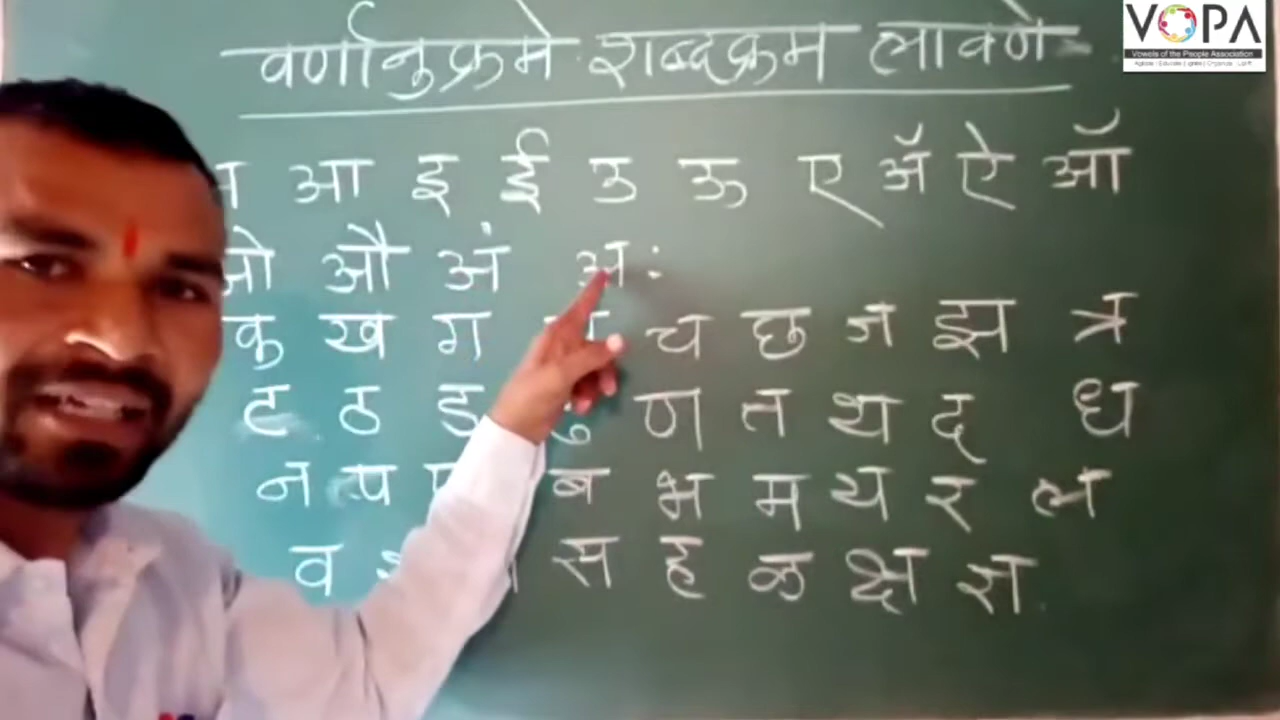 वर्णानुक्रमे शब्दक्रम लावणे
VOPA
Vowels of the People Association
आ इ ई उ ऊ ए ॲ ऐ ऑ
ओ औ अं अः
क ख ग च छ ज झ त्र
ट ठ ड ढ ण त थ द ध
न प ब भ म य र ल
व स ह ळ क्ष ज्ञ